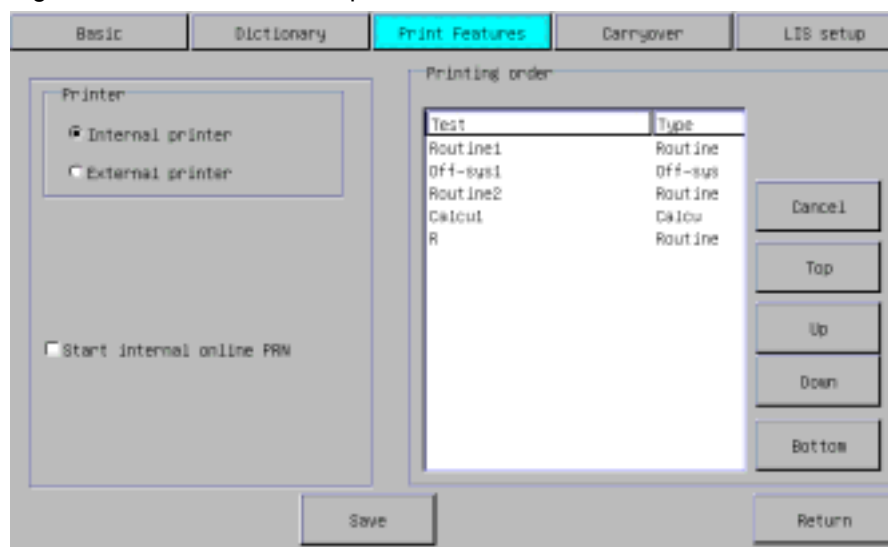 Basic Dictionary Print Features Carryover LIS setup
Printer
Internal printer
External printer
Start internal online PRN
Printing order
Test Type
Routine1 Routine
Off-sys1 Off-sys
Routine2 Routine
Calcu1 Calcu
R Routine
Cancel
Top
Up
Down
Bottom
Save
Return